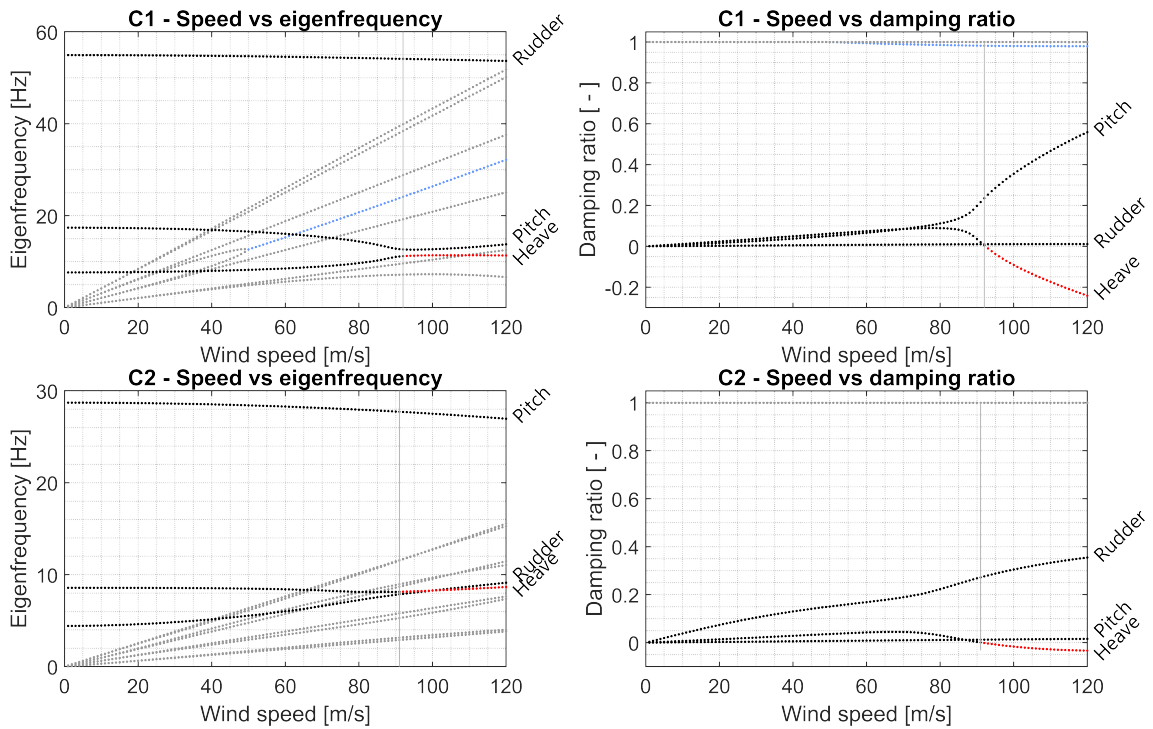 C1 - Speed vs eigenfrequency
Eigenfrequency [Hz]
60
40
20
0
0 20 40 60 80 100 120
Wind speed [m/s]
Rudder
Pitch
Heave
C1 - Speed vs damping ratio
Damping ratio [ - ]
1
0.8
0.6
0.4
0.2
0
-0.2
0 20 40 60 80 100 120
Wind speed [m/s]
Pitch
Rudder
Heave
C2 - Speed vs eigenfrequency
Eigenfrequency [Hz]
30
20
10
0
0 20 40 60 80 100 120
Wind speed [m/s]
Pitch
Rudder
Heave
C2 - Speed vs damping ratio
Damping ratio [ - ]
1
0.8
0.6
0.4
0.2
0
0 20 40 60 80 100 120
Wind speed [m/s]
Rudder
Pitch
Heave